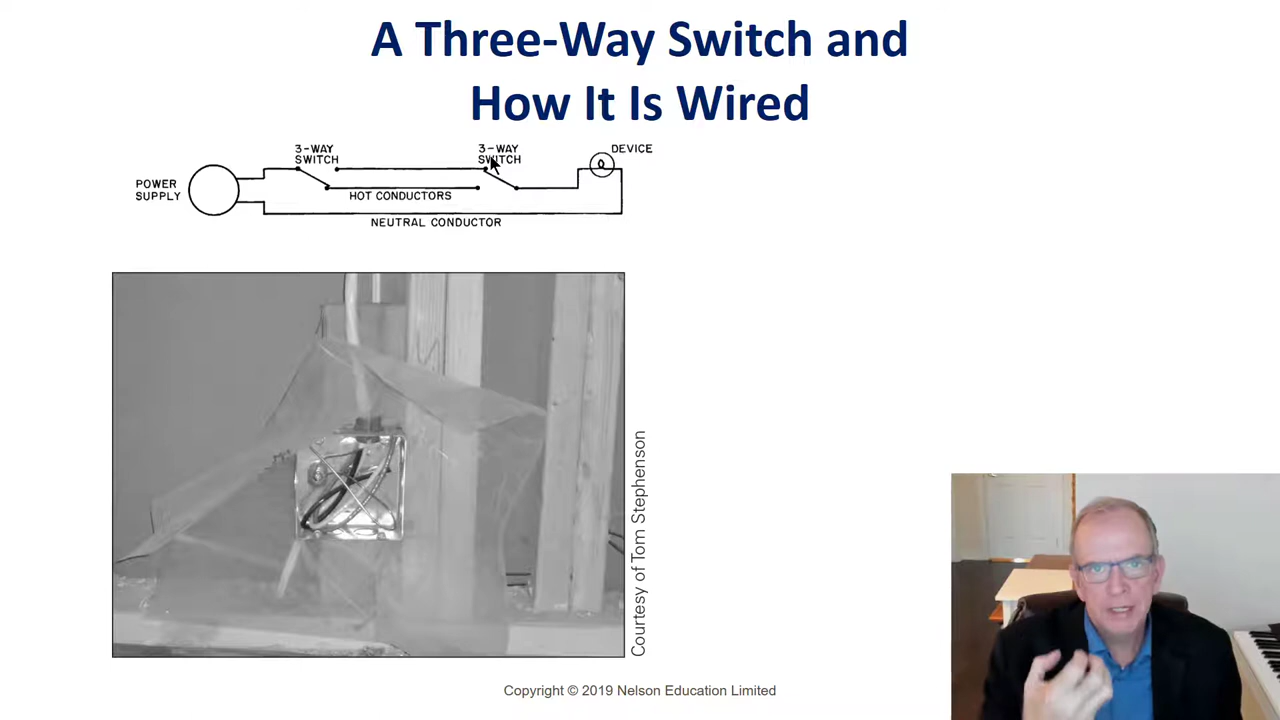 A Three-Way Switch and
How It Is Wired
3-WAY
SWITCH
3-WAY
SWITCH
DEVICE
POWER
SUPPLY
HOT CONDUCTORS
NEUTRAL CONDUCTOR
Courtesy of Tom Stephenson
Copyright © 2019 Nelson Education Limited